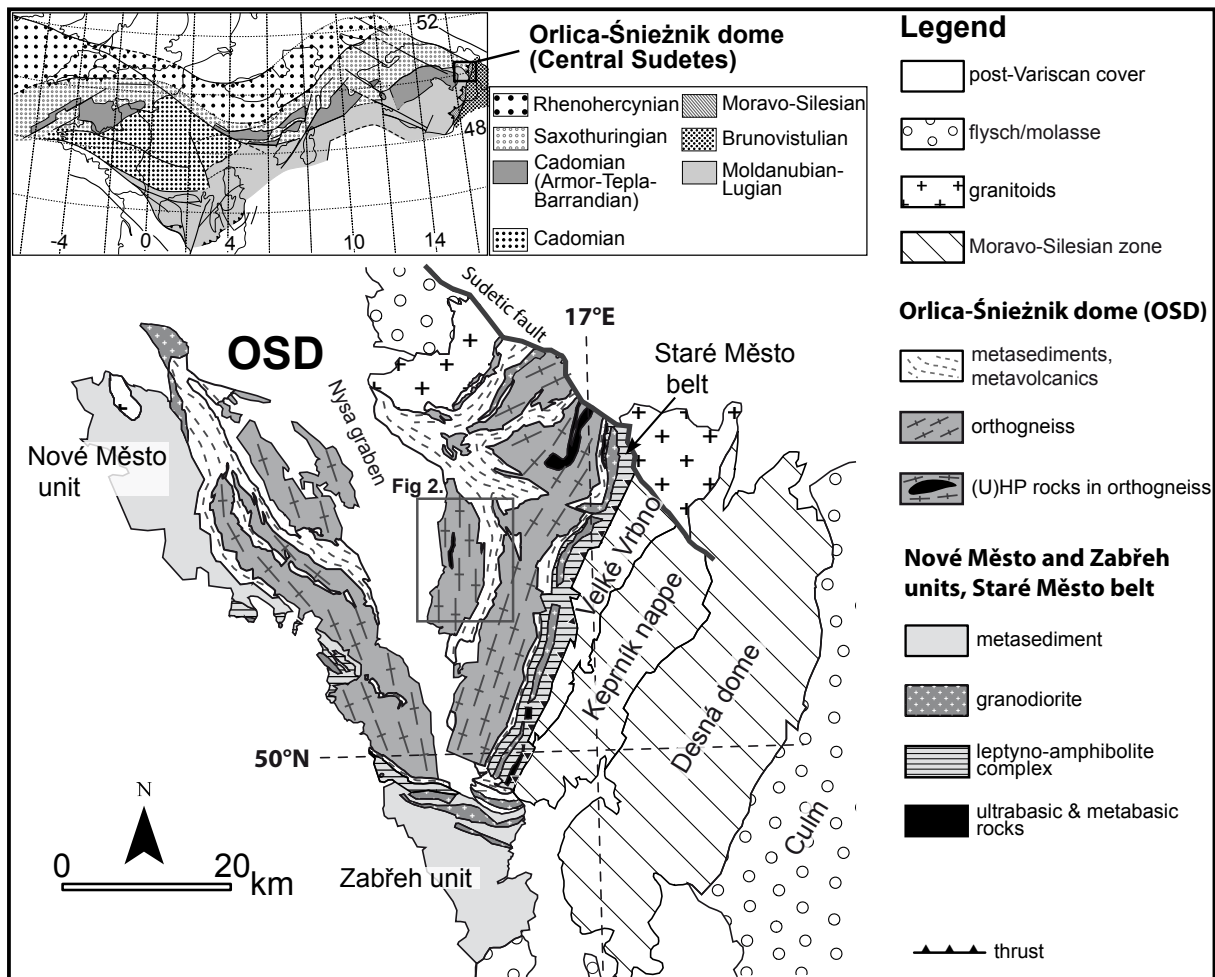 52
48
-4
0
4
10
14
Orlica-Śnieżnik dome
(Central Sudetes)
Rhenohercynian
Saxothuringian
Cadomian
(Armor-Tepla-
Barrandian)
Cadomian
Moravo-Silesian
Brunovistulian
Moldanubian-
Lugian
Legend
post-Variscan cover
flysch/molasse
granitoids
Moravo-Silesian zone
Orlica-Śnieżnik dome (OSD)
metasediments,
metavolcanics
orthogneiss
(U)HP rocks in orthogneiss
Nové Město and Zabřeh
units, Staré Město belt
metasediment
granodiorite
leptyno-amphibolite
complex
ultrabasic & metabasic
rocks
thrust
Sudetic fault
17°E
OSD
Staré Město
belt
Nysa graben
Nové Město
unit
Fig 2.
Velké Vrbno
Keprník nappe
Desná dome
50°N
Culm
N
0 20 km
Zabřeh unit